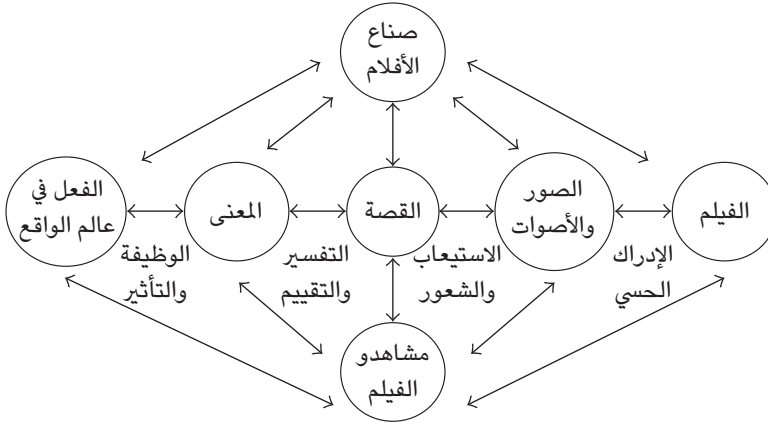 صناع
الأفلام
الفيلم
الصور
والأصوات
القصة
المعنى
الفعل في
عالم الواقع
الإدراك
الحسي
الاستيعاب
والشعور
التفسير
والتقييم
الوظيفة
والتأثير
مشاهدو
الفيلم